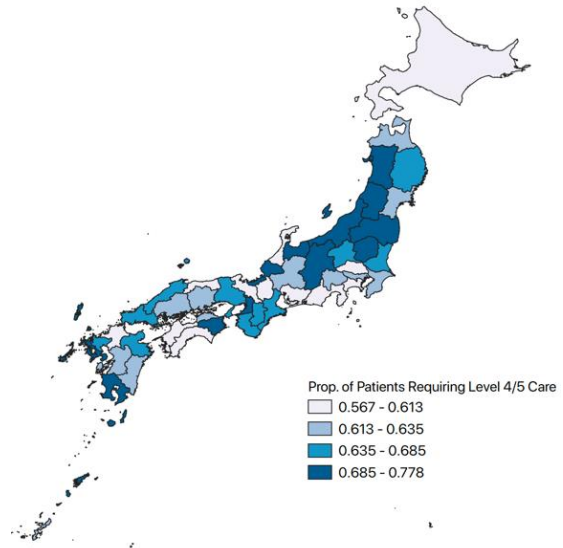 Prop. of Patients Requiring Level 4/5 Care
0.567 - 0.613
0.613 - 0.635
0.635 - 0.685
0.685 - 0.778